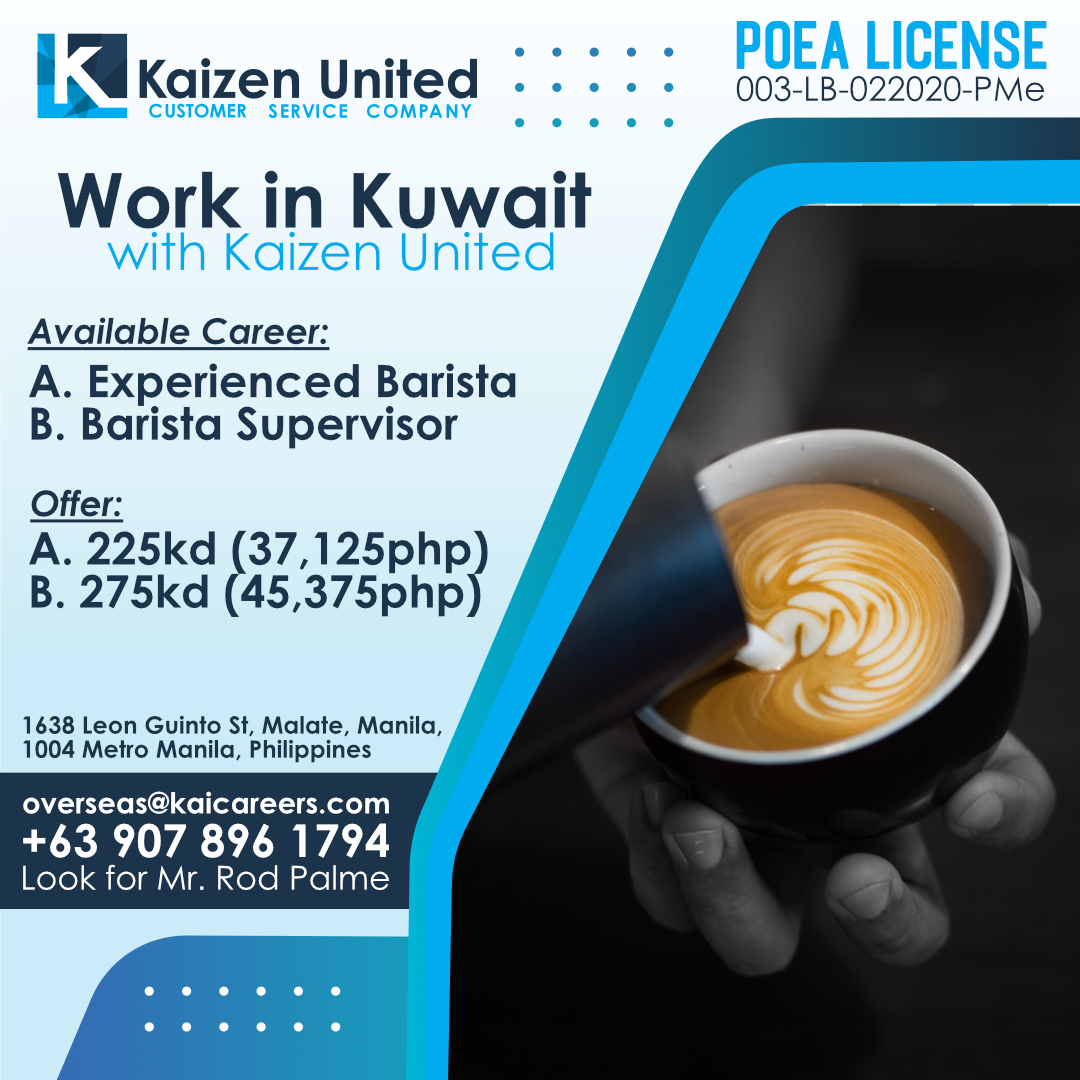 Kaizen United
CUSTOMER SERVICE COMPANY
POEA LICENSE
003-LB-022020-PMe
Work in Kuwait
with Kaizen United
Available Career:
A. Experienced Barista
B. Barista Supervisor
Offer:
A. 225kd (37,125php)
B. 275kd (45,375php)
1638 Leon Guinto St, Malate, Manila,
1004 Metro Manila, Philippines
overseas@kaicareers.com
+63 907 896 1794
Look for Mr. Rod Palme